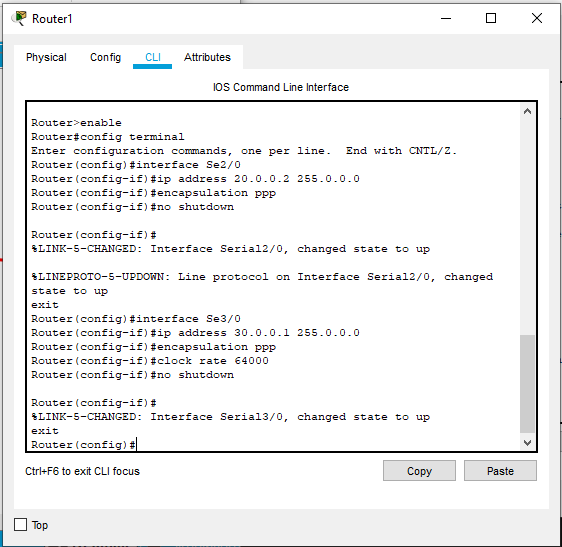 Router1
Physical Config CLI Attributes
IOS Command Line Interface
Router>enable
Router#config terminal
Enter configuration commands, one per line.  End with CNTL/Z.
Router(config)#interface Se2/0
Router(config-if)#ip address 20.0.0.2 255.0.0.0
Router(config-if)#encapsulation ppp
Router(config-if)#no shutdown
Router(config-if)#
%LINK-5-CHANGED: Interface Serial2/0, changed state to up
%LINEPROTO-5-UPDOWN: Line protocol on Interface Serial2/0, changed
state to up
exit
Router(config)#interface Se3/0
Router(config-if)#ip address 30.0.0.1 255.0.0.0
Router(config-if)#encapsulation ppp
Router(config-if)#clock rate 64000
Router(config-if)#no shutdown
Router(config-if)#
%LINK-5-CHANGED: Interface Serial3/0, changed state to up
exit
Router(config)#
Ctrl+F6 to exit CLI focus Copy Paste
Top